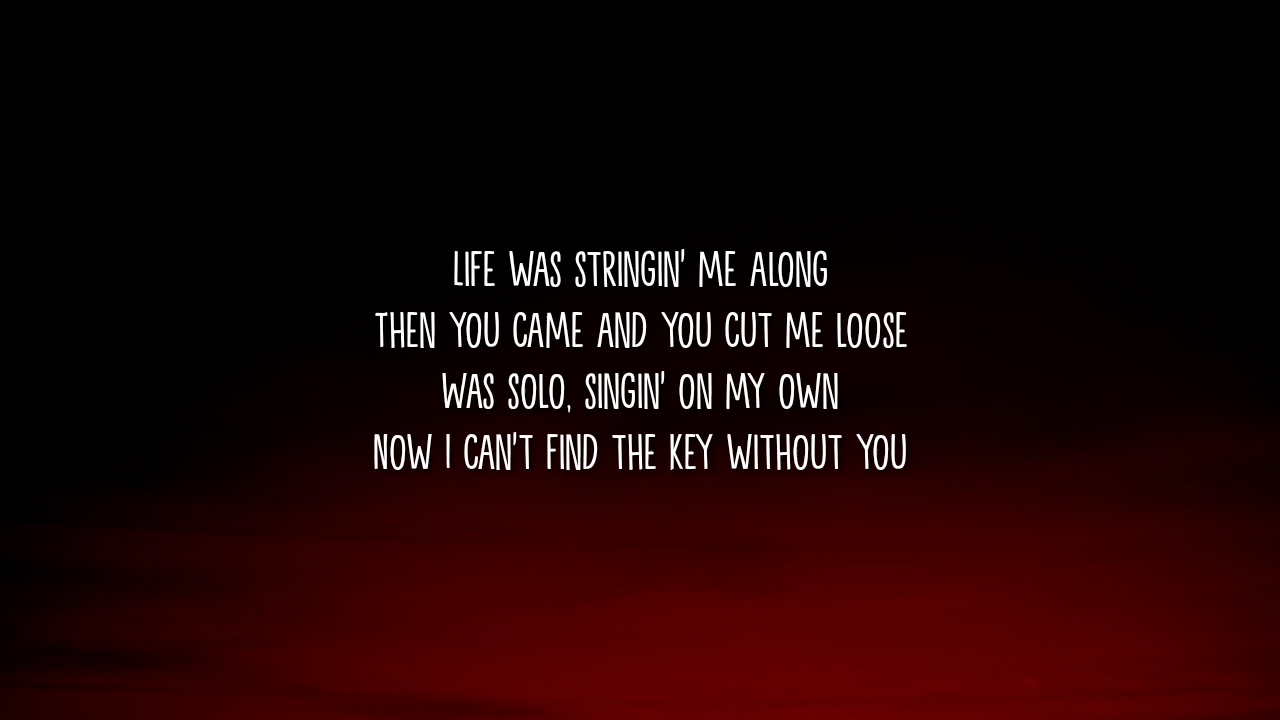 LIFE WAS STRINGIN' ME ALONG
THEN YOU CAME AND YOU CUT ME LOOSE
WAS SOLO, SINGIN' ON MY OWN
NOW I CAN'T FIND THE KEY WITHOUT YOU